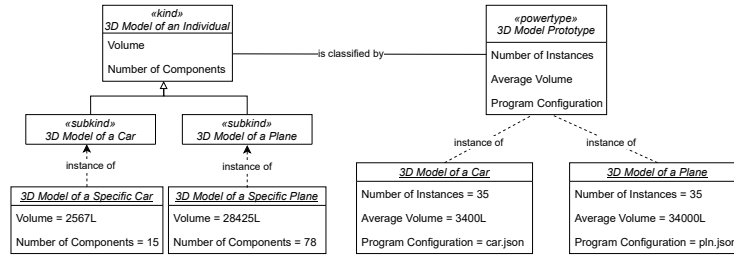 «kind»
3D Model of an Individual
Volume
Number of Components
is classified by
«powertype»
3D Model Prototype
Number of Instances
Average Volume
Program Configuration
«subkind»
3D Model of a Car
«subkind»
3D Model of a Plane
instance of
instance of
instance of
instance of
3D Model of a Specific Car
Volume = 2567L
Number of Components = 15
3D Model of a Specific Plane
Volume = 28425L
Number of Components = 78
3D Model of a Car
Number of Instances = 35
Average Volume = 3400L
Program Configuration = car.json
3D Model of a Plane
Number of Instances = 35
Average Volume = 34000L
Program Configuration = pln.json